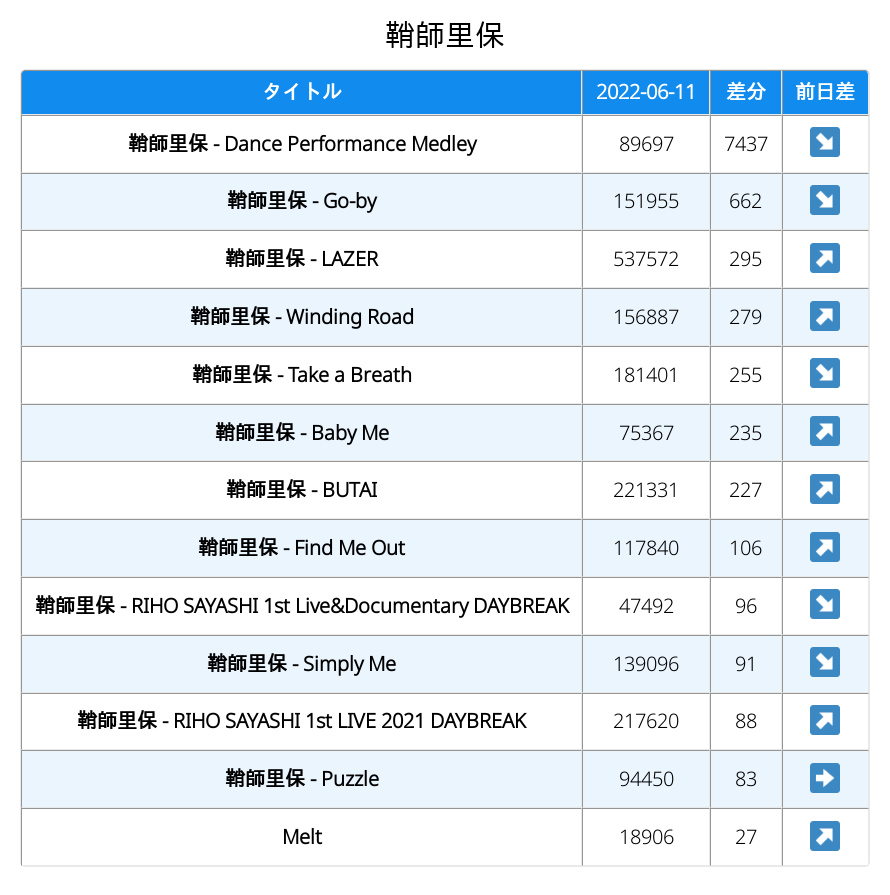 鞘師里保
タイトル 2022-06-11 差分 前日差
鞘師里保 - Dance Performance Medley 89697 7437 ↘
鞘師里保 - Go-by 151955 662 ↘
鞘師里保 - LAZER 537572 295 ↗
鞘師里保 - Winding Road 156887 279 ↗
鞘師里保 - Take a Breath 181401 255 ↘
鞘師里保 - Baby Me 75367 235 ↗
鞘師里保 - BUTAI 221331 227 ↗
鞘師里保 - Find Me Out 117840 106 ↗
鞘師里保 - RIHO SAYASHI 1st Live&Documentary DAYBREAK 47492 96 ↘
鞘師里保 - Simply Me 139096 91 ↘
鞘師里保 - RIHO SAYASHI 1st LIVE 2021 DAYBREAK 217620 88 ↗
鞘師里保 - Puzzle 94450 83 ➡
Melt 18906 27 ↗